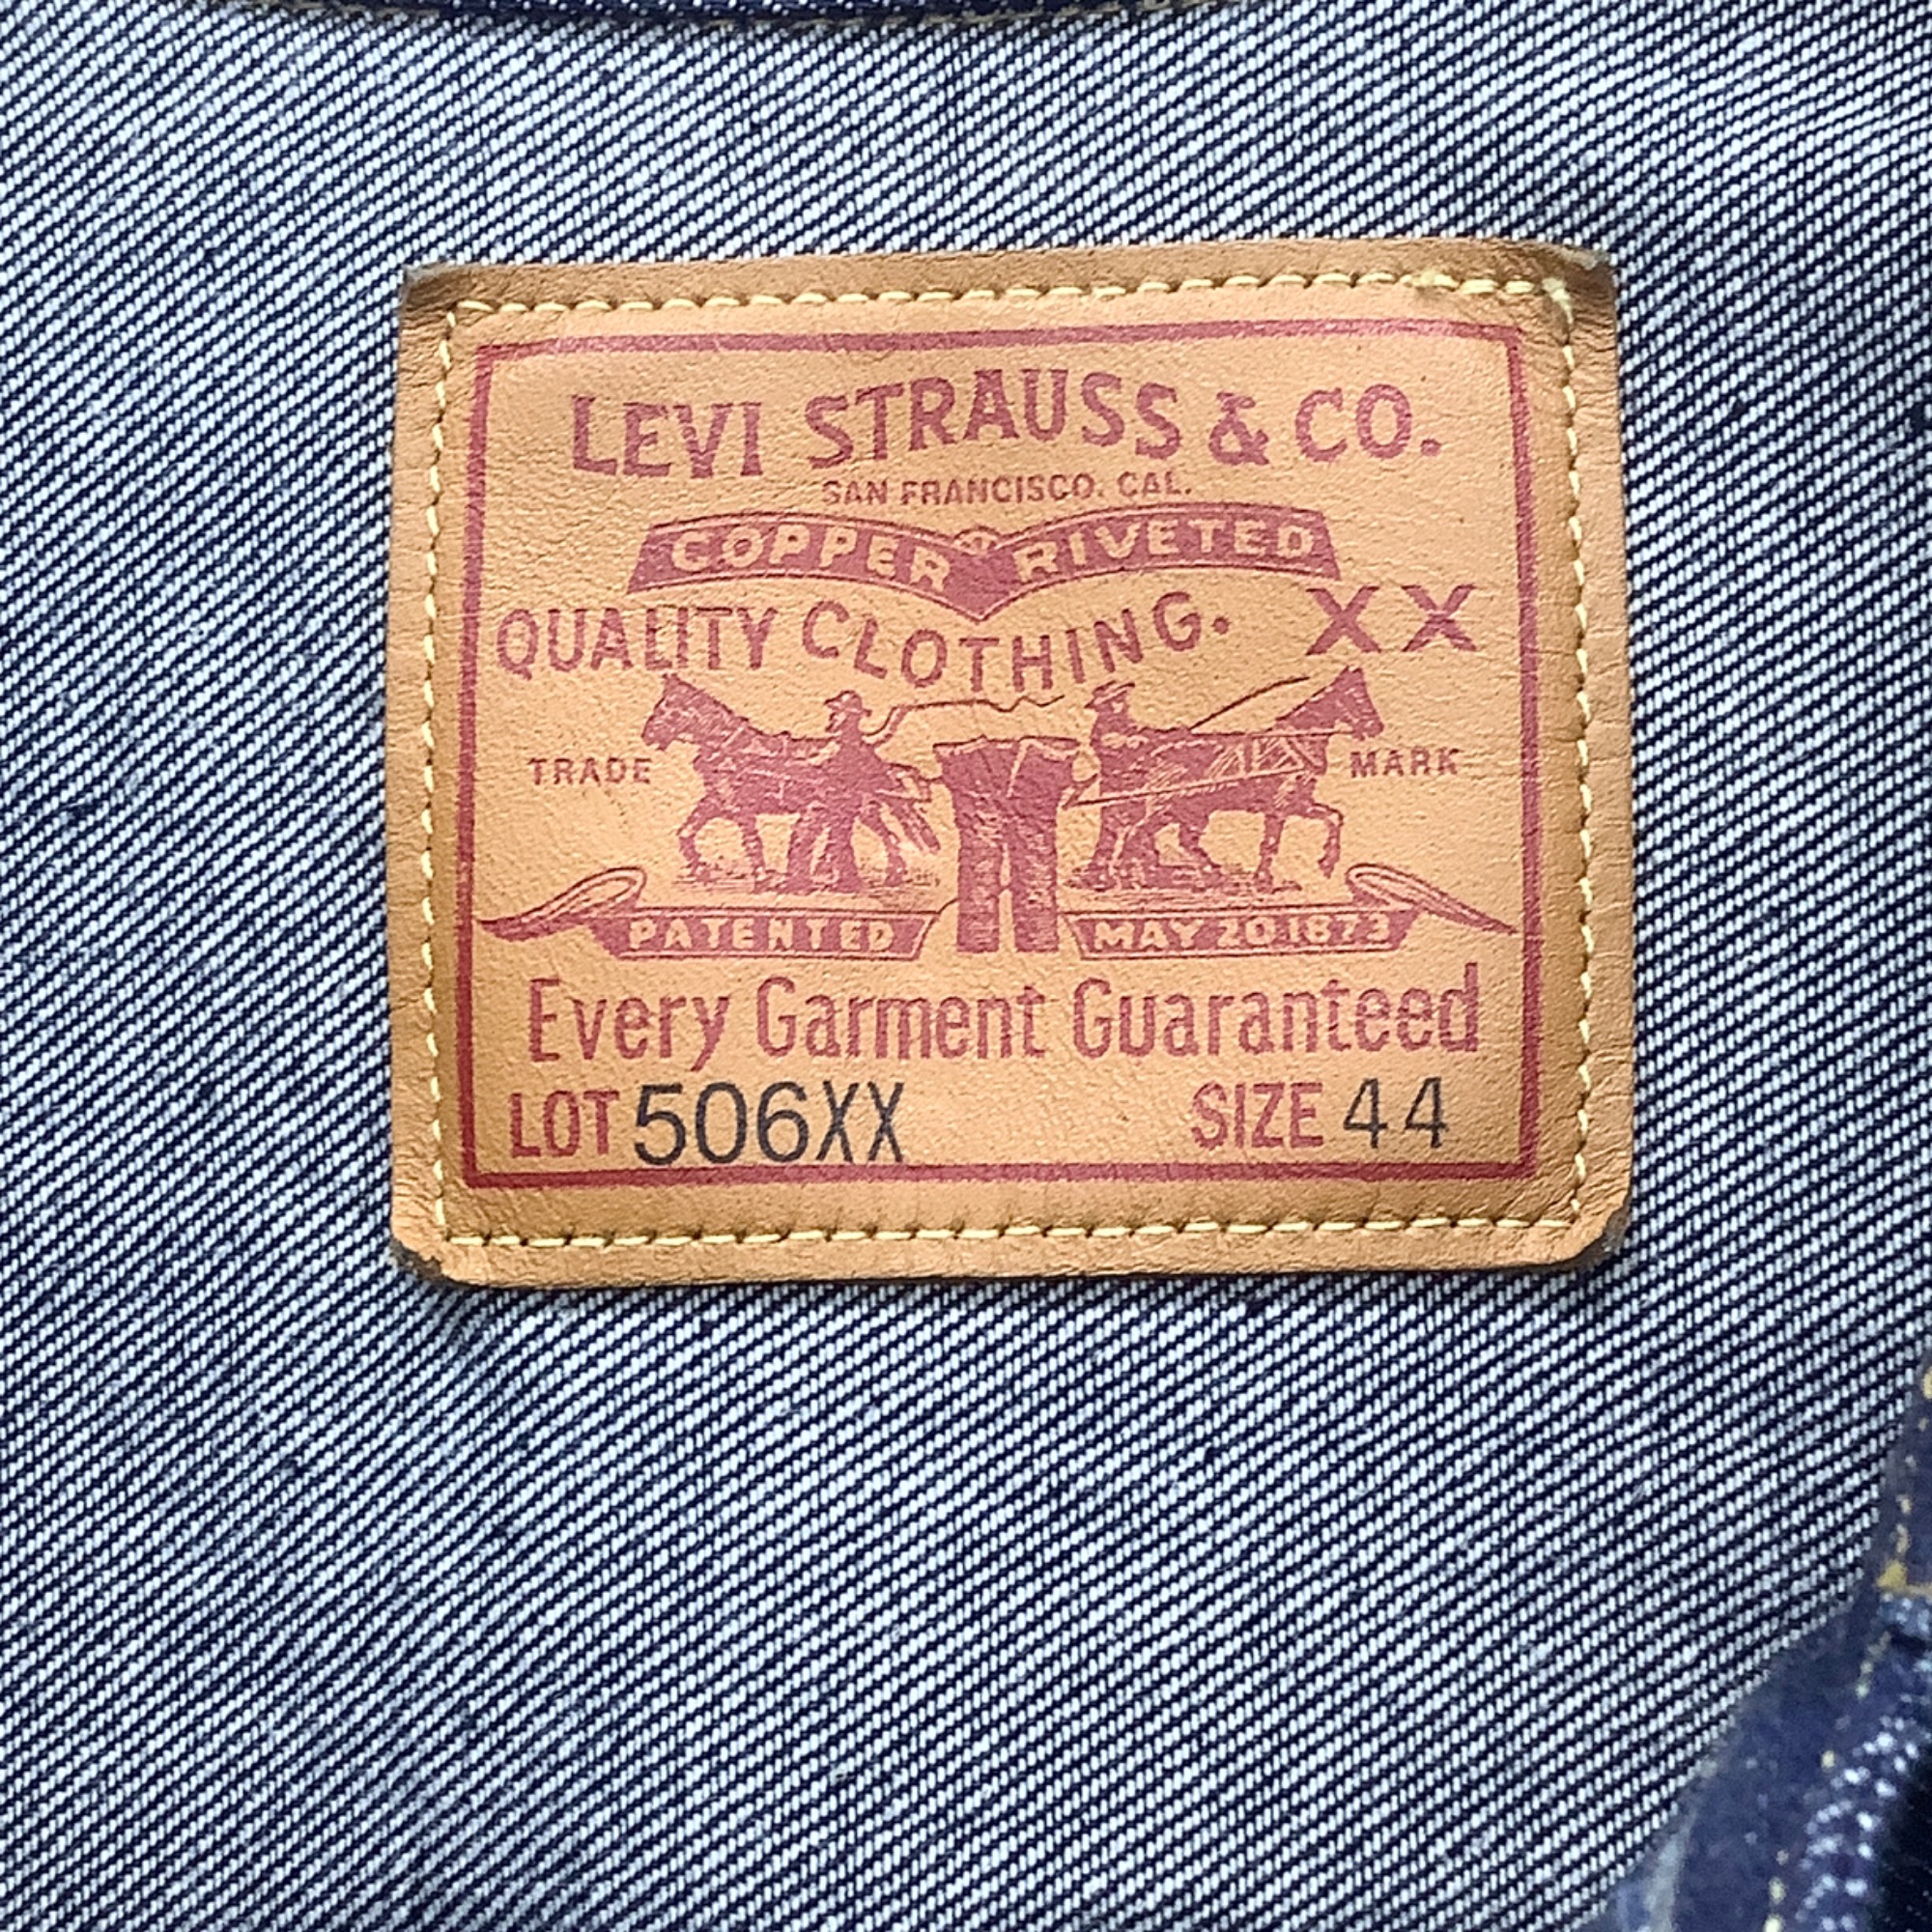 LEVI STRAUSS & CO.
SAN FRANCISCO. CAL.
COPPER RIVETED
QUALITY CLOTHING. XX
TRADE MARK
PATENTED MAY 20 1873
Every Garment Guaranteed
LOT 506XX SIZE 44